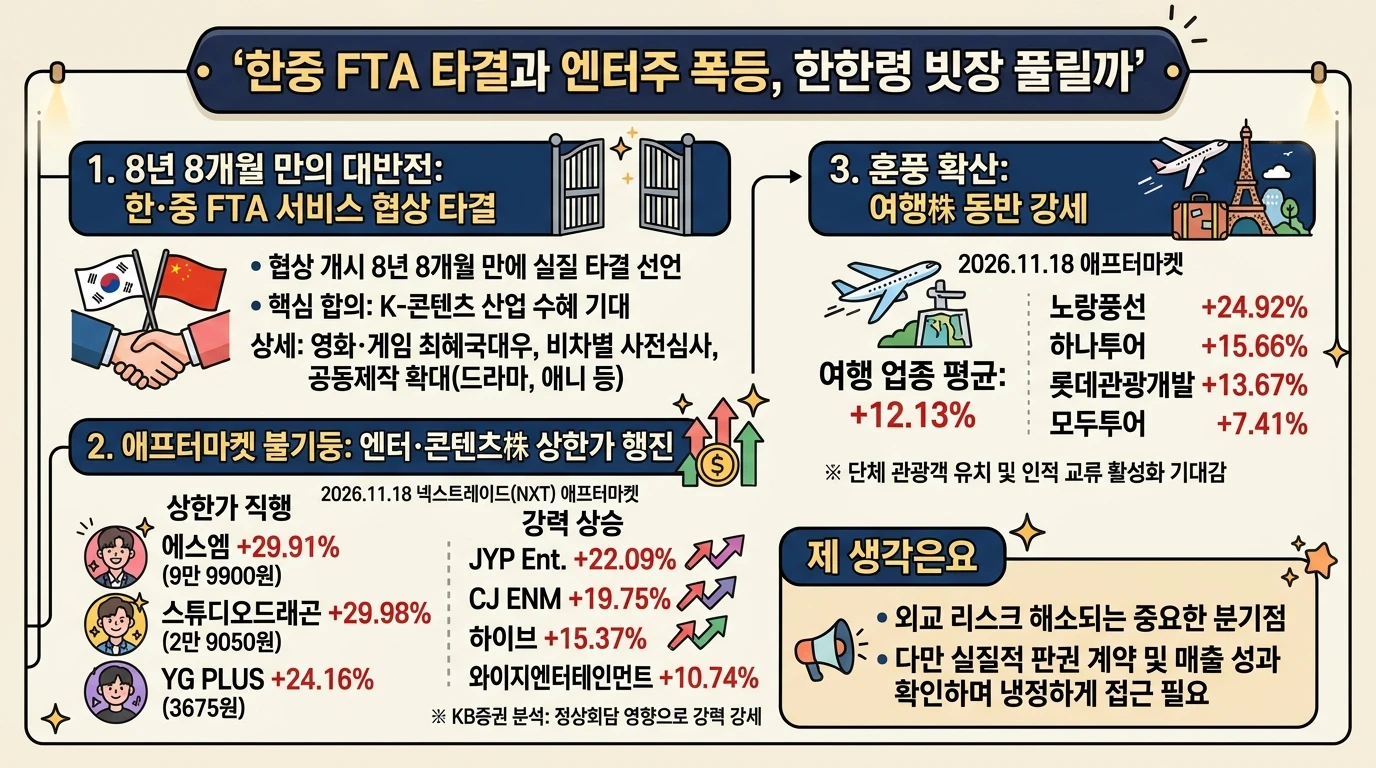 ‘한중 FTA 타결과 엔터주 폭등, 한한령 빗장 풀릴까’
1. 8년 8개월 만의 대반전:
한·중 FTA 서비스 협상 타결
• 협상 개시 8년 8개월 만에 실질 타결 선언
• 핵심 합의: K-콘텐츠 산업 수혜 기대
상세: 영화·게임 최혜국대우, 비차별 사전심사,
공동제작 확대(드라마, 애니 등)
2. 애프터마켓 불기둥: 엔터·콘텐츠株 상한가 행진
2026.11.18 넥스트레이드(NXT) 애프터마켓
상한가 직행
에스엠 +29.91%
(9만 9900원)
스튜디오드래곤 +29.98%
(2만 9050원)
YG PLUS +24.16%
(3675원)
강력 상승
JYP Ent. +22.09%
CJ ENM +19.75%
하이브 +15.37%
와이지엔터테인먼트 +10.74%
※ KB증권 분석: 정상회담 영향으로 강력 강세
3. 훈풍 확산:
여행株 동반 강세
2026.11.18 애프터마켓
여행 업종 평균:
+12.13%
노랑풍선 +24.92%
하나투어 +15.66%
롯데관광개발 +13.67%
모두투어 +7.41%
※ 단체 관광객 유치 및 인적 교류 활성화 기대감
제 생각은요
• 외교 리스크 해소되는 중요한 분기점
• 다만 실질적 판권 계약 및 매출 성과
확인하며 냉정하게 접근 필요